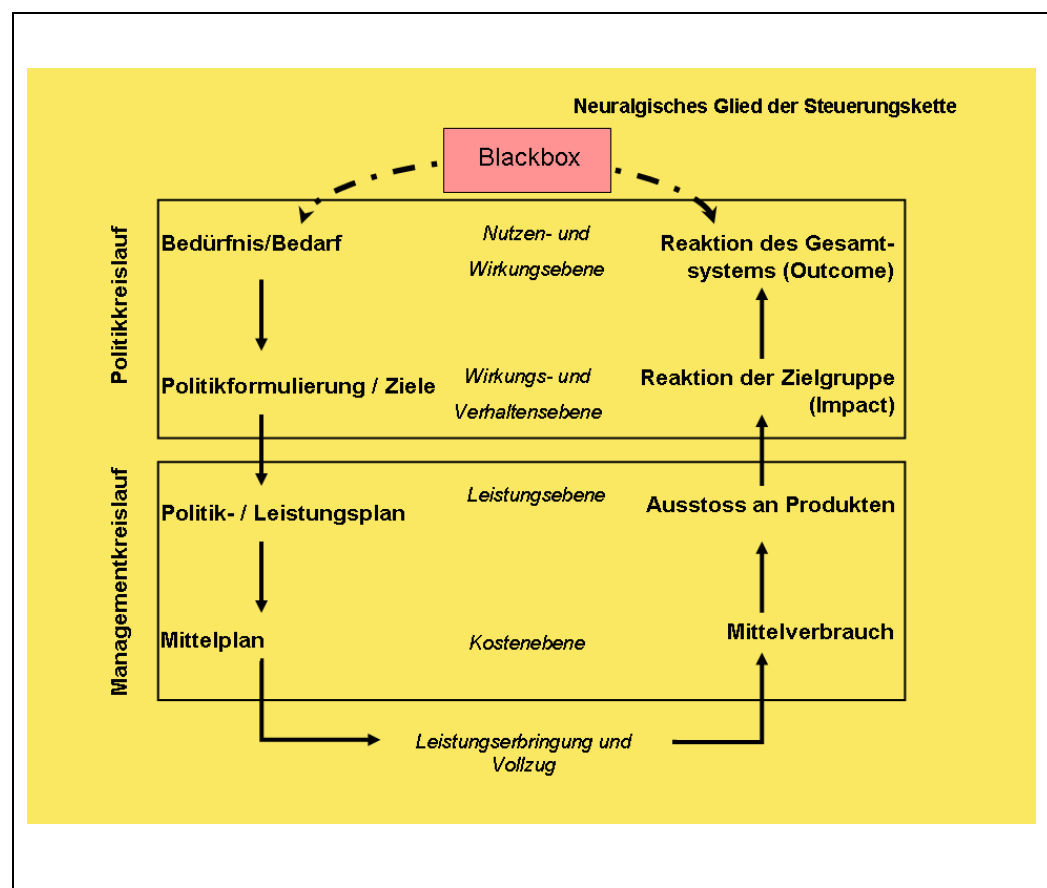 Neuralgisches Glied der Steuerungskette
Blackbox
Politikkreislauf
Bedürfnis/Bedarf
Nutzen- und
Wirkungsebene
Reaktion des Gesamt-
systems (Outcome)
Politikformulierung / Ziele
Wirkungs- und
Verhaltensebene
Reaktion der Zielgruppe
(Impact)
Managementkreislauf
Politik- / Leistungsplan
Leistungsebene
Ausstoss an Produkten
Mittelplan
Kostenebene
Mittelverbrauch
Leistungserbringung und
Vollzug